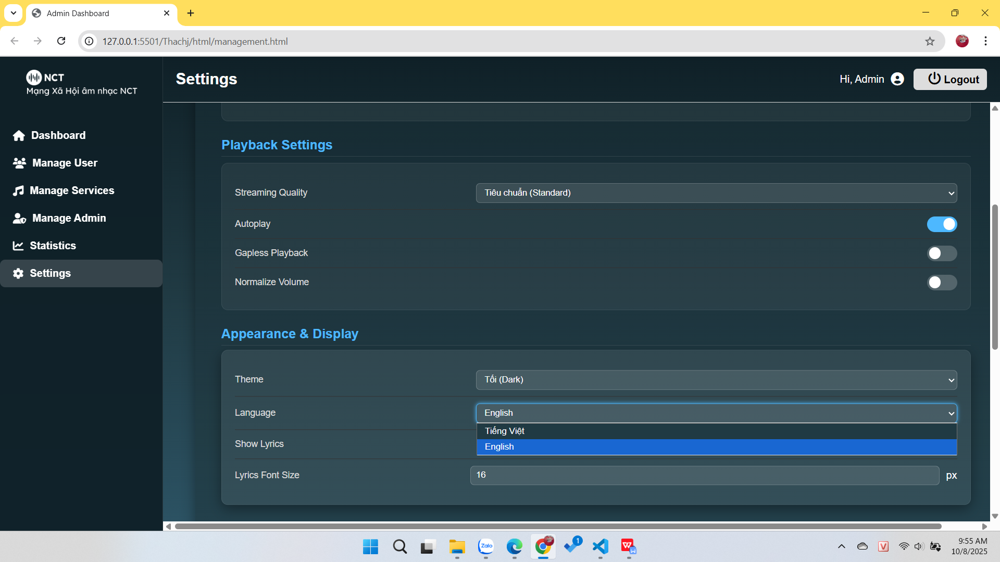 Admin Dashboard
127.0.0.1:5501/Thachj/html/management.html
NCT
Mạng Xã Hội âm nhạc NCT
Settings
Hi, Admin
Logout
Dashboard
Manage User
Manage Services
Manage Admin
Statistics
Settings
Playback Settings
Streaming Quality
Tiêu chuẩn (Standard)
Autoplay
Gapless Playback
Normalize Volume
Appearance & Display
Theme
Tối (Dark)
Language
English
Tiếng Việt
English
Show Lyrics
Lyrics Font Size
16
px
Zalo
1
W
V
9:55 AM
10/8/2025